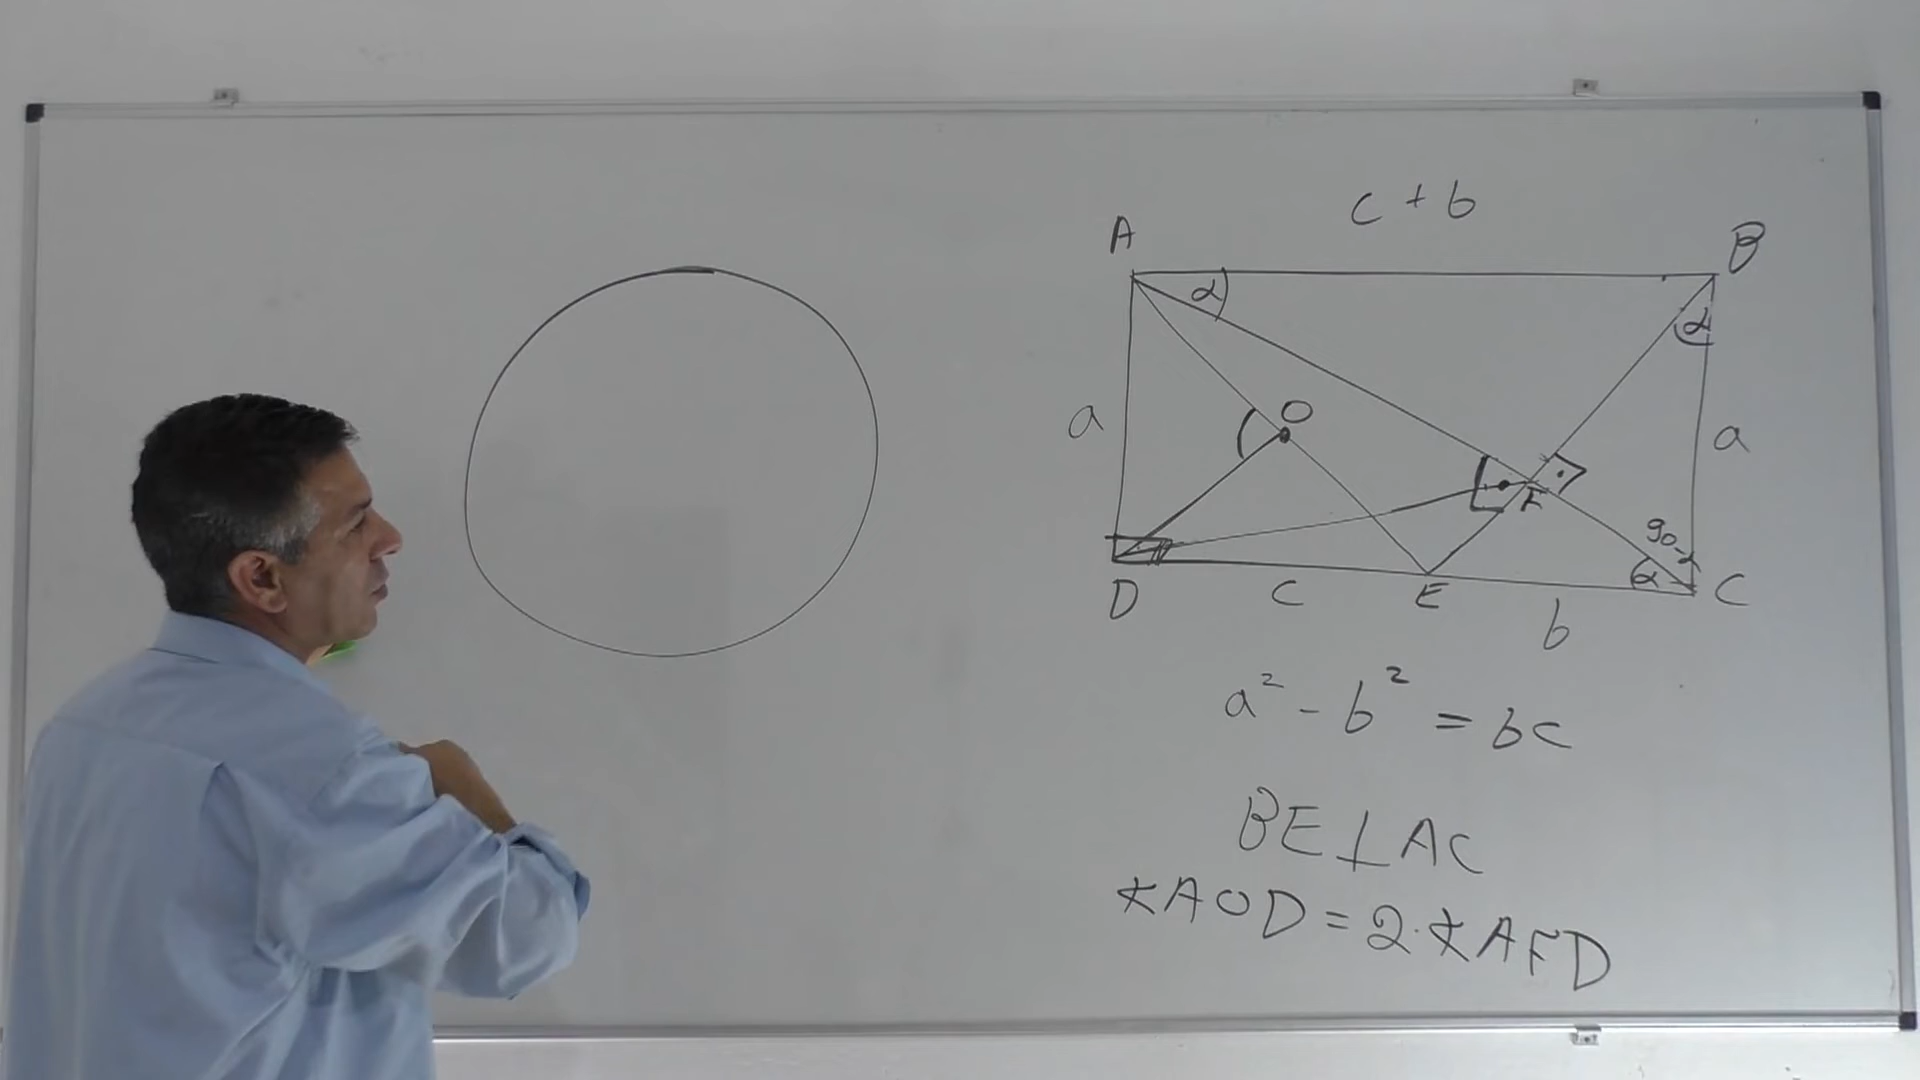 c + b
A
B
α
α
O
a
a
F
90-α
α
D
c
E
b
C
a² - b² = bc
BE ⊥ AC
∢AOD = 2·∢AFD